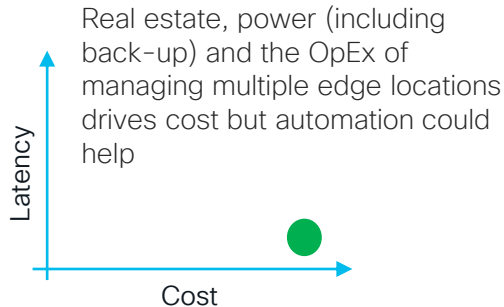 Real estate, power (including
back-up) and the OpEx of
managing multiple edge locations
drives cost but automation could
help
Latency
Cost